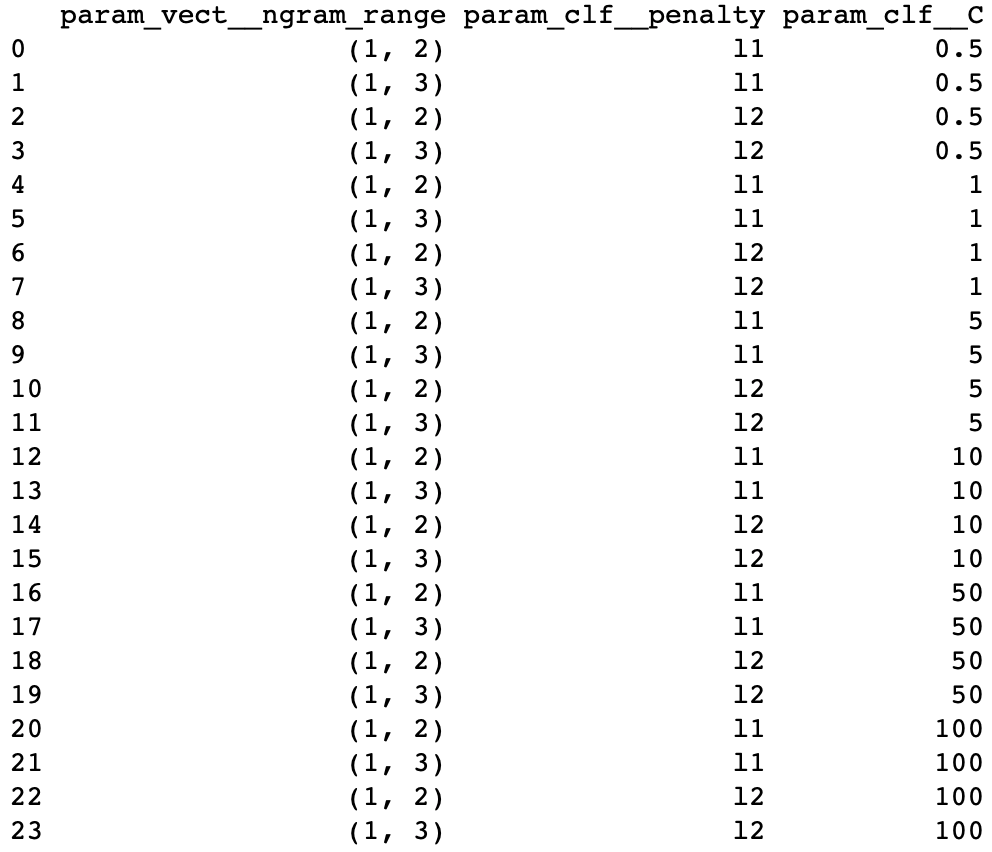 param_vect__ngram_range param_clf__penalty param_clf__C
0 (1, 2) l1 0.5
1 (1, 3) l1 0.5
2 (1, 2) l2 0.5
3 (1, 3) l2 0.5
4 (1, 2) l1 1
5 (1, 3) l1 1
6 (1, 2) l2 1
7 (1, 3) l2 1
8 (1, 2) l1 5
9 (1, 3) l1 5
10 (1, 2) l2 5
11 (1, 3) l2 5
12 (1, 2) l1 10
13 (1, 3) l1 10
14 (1, 2) l2 10
15 (1, 3) l2 10
16 (1, 2) l1 50
17 (1, 3) l1 50
18 (1, 2) l2 50
19 (1, 3) l2 50
20 (1, 2) l1 100
21 (1, 3) l1 100
22 (1, 2) l2 100
23 (1, 3) l2 100